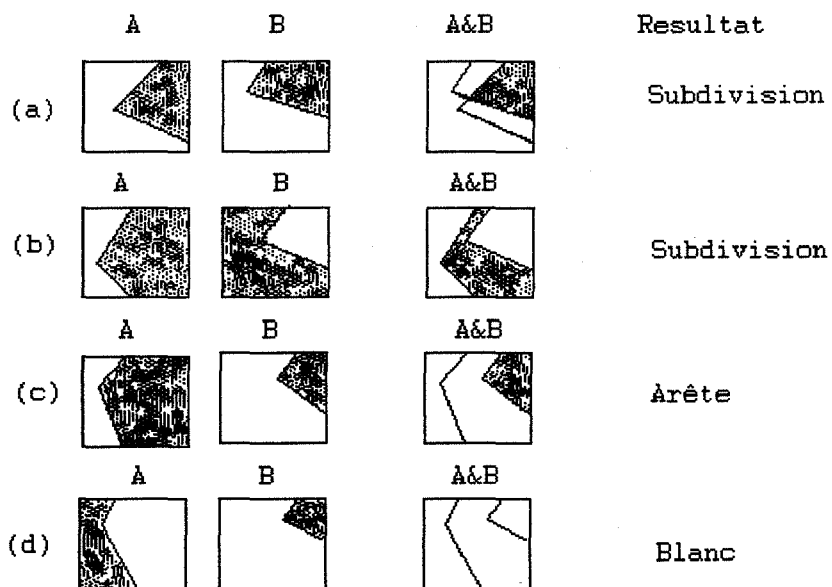 A B A&B Resultat
(a) Subdivision
A B A&B
(b) Subdivision
A B A&B
(c) Arête
A B A&B
(d) Blanc